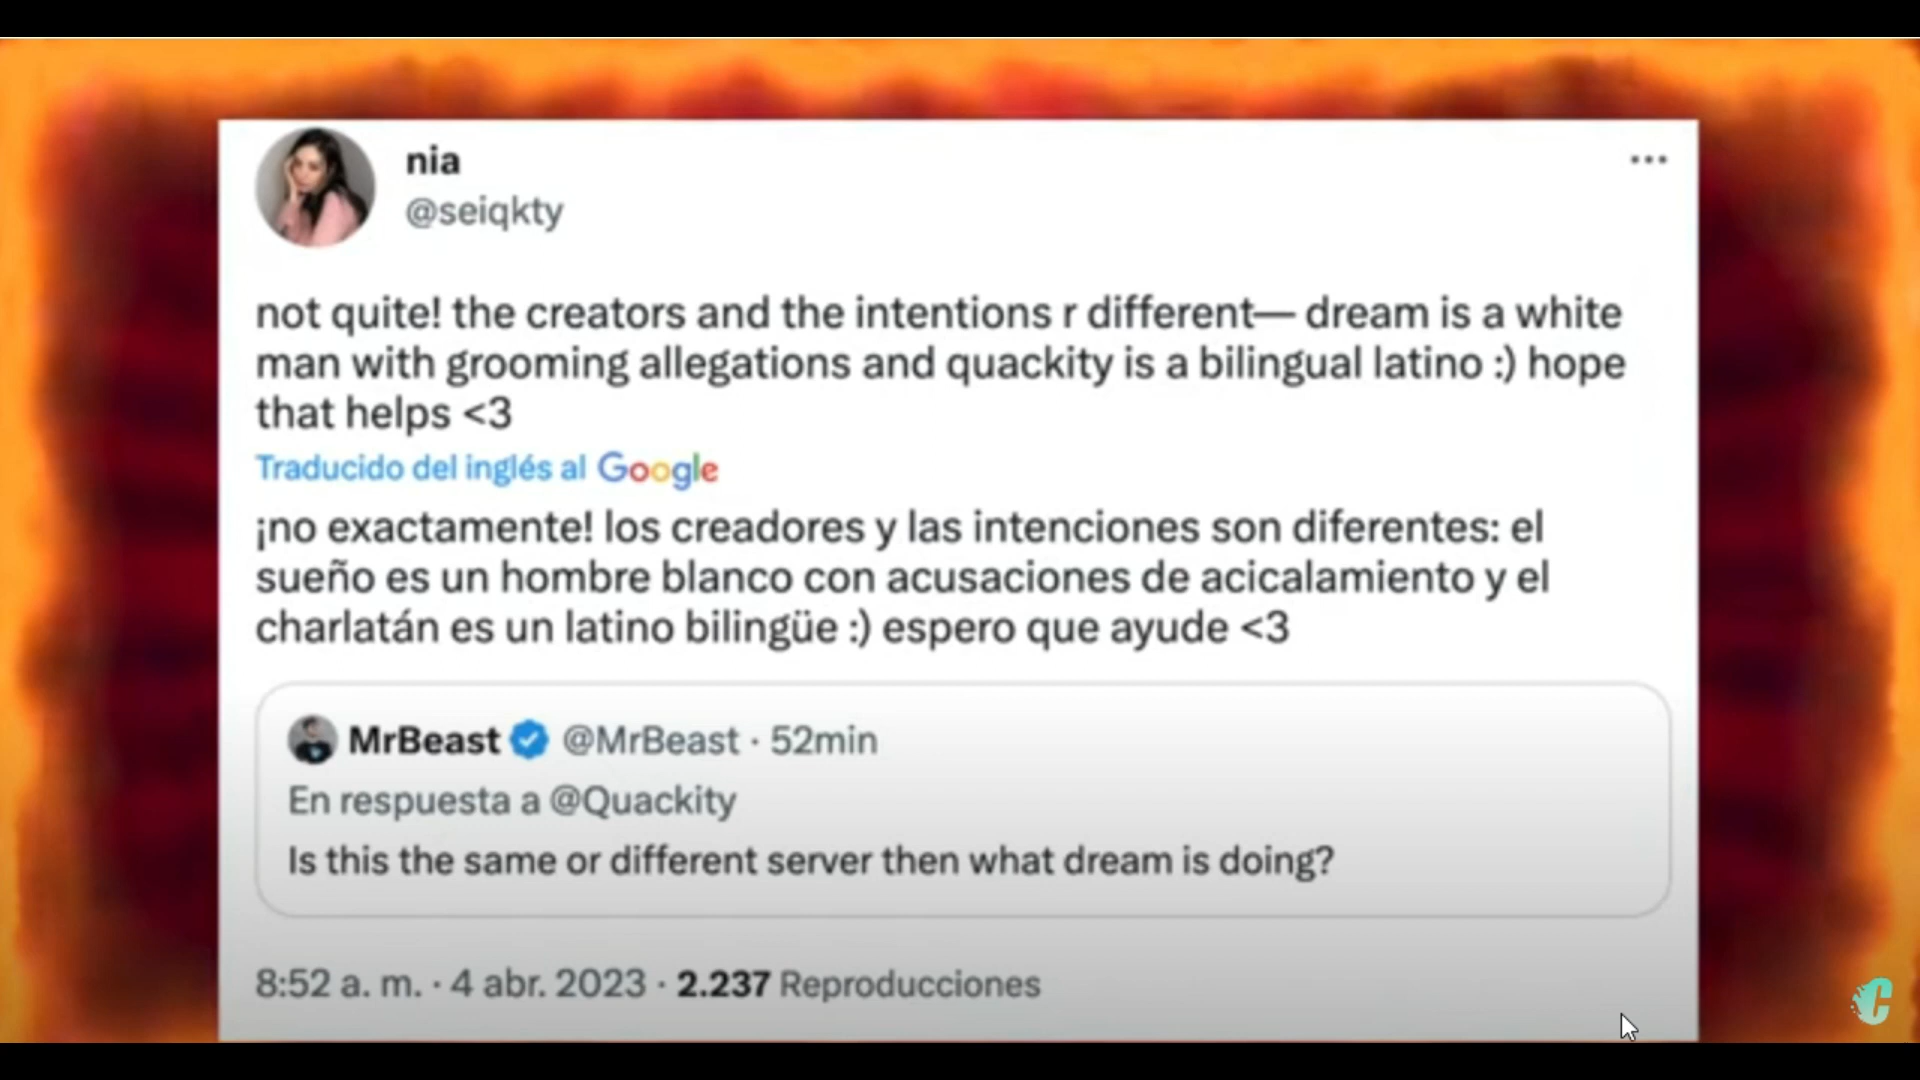 nia
@seiqkty
not quite! the creators and the intentions r different— dream is a white
man with grooming allegations and quackity is a bilingual latino :) hope
that helps <3
Traducido del inglés al Google
¡no exactamente! los creadores y las intenciones son diferentes: el
sueño es un hombre blanco con acusaciones de acicalamiento y el
charlatán es un latino bilingüe :) espero que ayude <3
MrBeast @MrBeast · 52min
En respuesta a @Quackity
Is this the same or different server then what dream is doing?
8:52 a. m. · 4 abr. 2023 · 2.237 Reproducciones
C